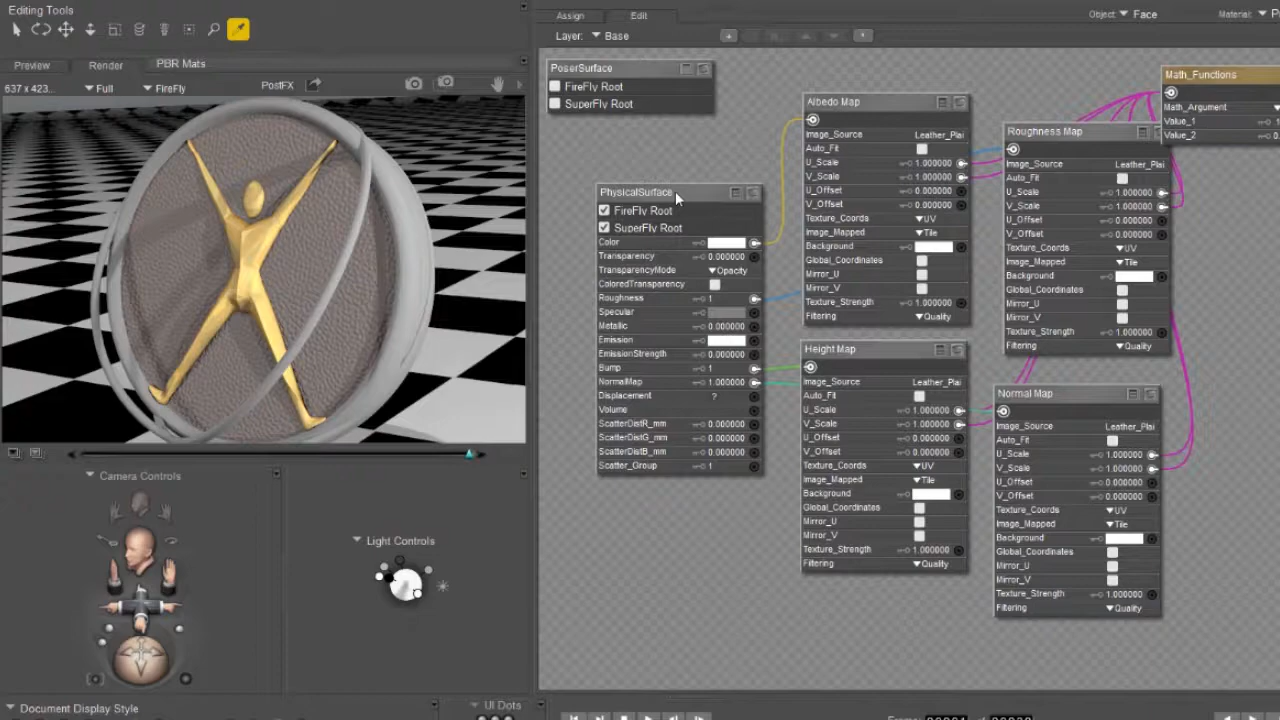 Editing Tools
Preview
Render
PBR Mats
637 x 423...
Full
FireFly
PostFX
Camera Controls
Light Controls
Document Display Style
UI Dots
Assign
Edit
Object:
Face
Material:
Layer:
Base
PoserSurface
FireFly Root
SuperFly Root
PhysicalSurface
FireFly Root
SuperFly Root
Color
Transparency 0.000000
TransparencyMode Opacity
ColoredTransparency
Roughness 1
Specular
Metallic 0.000000
Emission
EmissionStrength 0.000000
Bump 1
NormalMap 1.000000
Displacement ?
Volume
ScatterDistR_mm 0.000000
ScatterDistG_mm 0.000000
ScatterDistB_mm 0.000000
Scatter_Group 1
Albedo Map
Image_Source Leather_Plai
Auto_Fit
U_Scale 1.000000
V_Scale 1.000000
U_Offset 0.000000
V_Offset 0.000000
Texture_Coords UV
Image_Mapped Tile
Background
Global_Coordinates
Mirror_U
Mirror_V
Texture_Strength 1.000000
Filtering Quality
Height Map
Image_Source Leather_Plai
Auto_Fit
U_Scale 1.000000
V_Scale 1.000000
U_Offset 0.000000
V_Offset 0.000000
Texture_Coords UV
Image_Mapped Tile
Background
Global_Coordinates
Mirror_U
Mirror_V
Texture_Strength 1.000000
Filtering Quality
Roughness Map
Image_Source Leather_Plai
Auto_Fit
U_Scale 1.000000
V_Scale 1.000000
U_Offset 0.000000
V_Offset 0.000000
Texture_Coords UV
Image_Mapped Tile
Background
Global_Coordinates
Mirror_U
Mirror_V
Texture_Strength 1.000000
Filtering Quality
Normal Map
Image_Source Leather_Plai
Auto_Fit
U_Scale 1.000000
V_Scale 1.000000
U_Offset 0.000000
V_Offset 0.000000
Texture_Coords UV
Image_Mapped Tile
Background
Global_Coordinates
Mirror_U
Mirror_V
Texture_Strength 1.000000
Filtering Quality
Math_Functions
Math_Argument
Value_1
Value_2